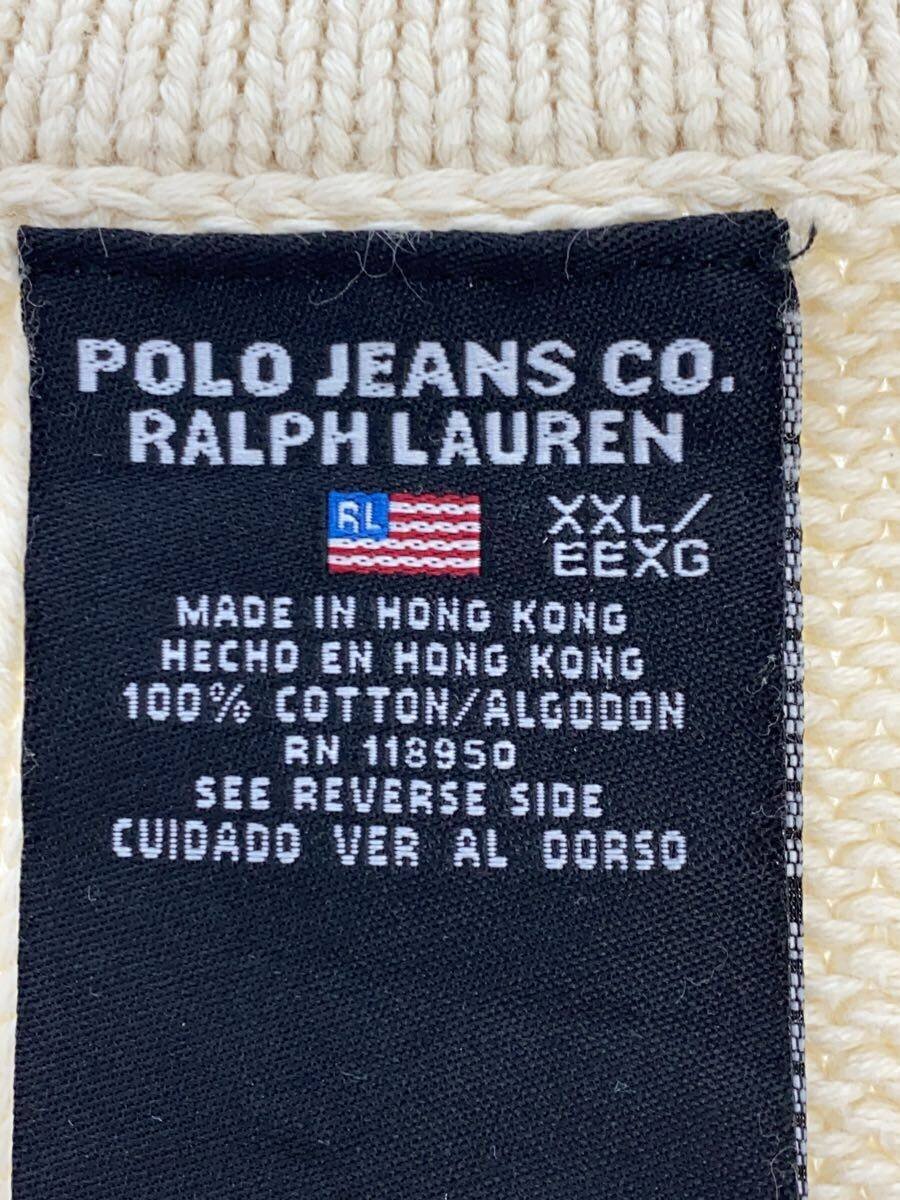 POLO JEANS CO.
RALPH LAUREN
RL
XXL/
EEXG
MADE IN HONG KONG
HECHO EN HONG KONG
100% COTTON/ALGODON
RN 118950
SEE REVERSE SIDE
CUIDADO VER AL DORSO